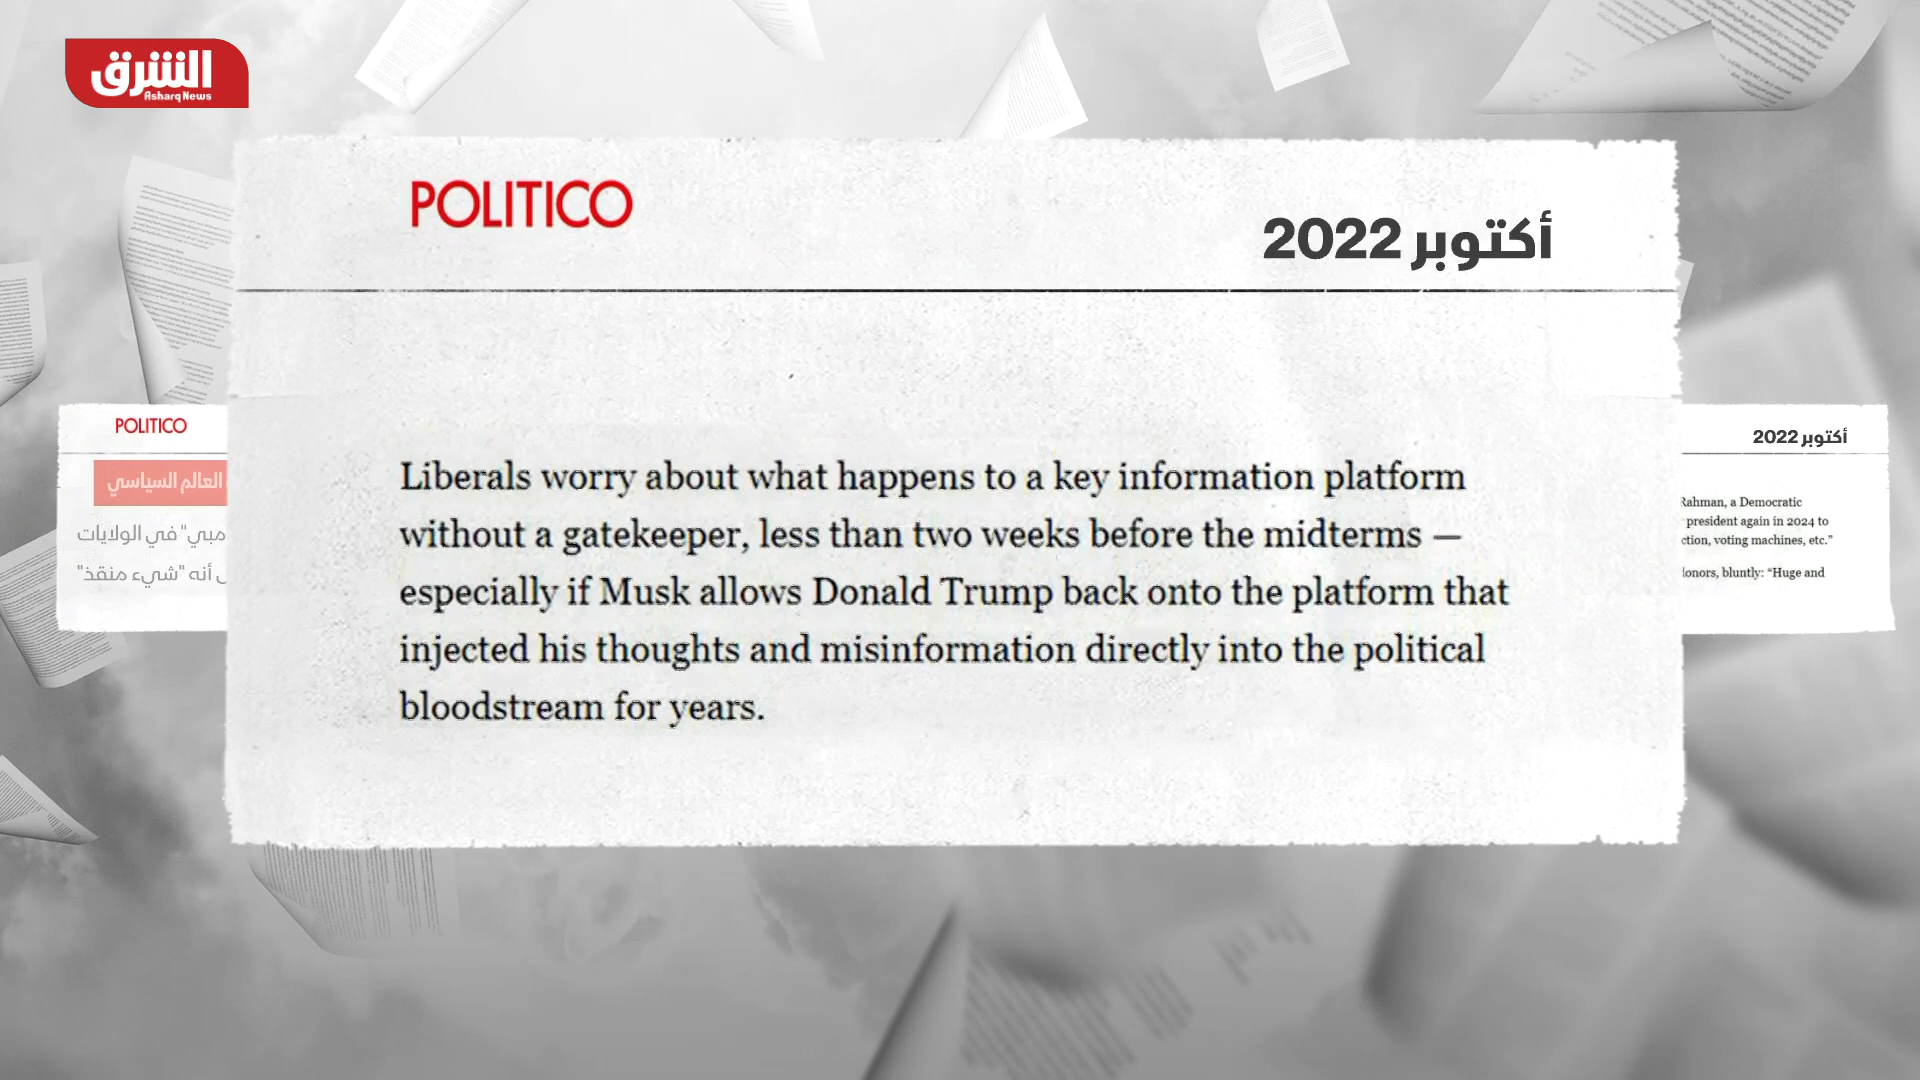 الشرق
Asharq News
POLITICO
أكتوبر 2022
Liberals worry about what happens to a key information platform
without a gatekeeper, less than two weeks before the midterms —
especially if Musk allows Donald Trump back onto the platform that
injected his thoughts and misinformation directly into the political
bloodstream for years.
POLITICO
العالم السياسي
في الولايات
أنه "شيء منقذ"
أكتوبر 2022
Rahman, a Democratic
president again in 2024 to
voting machines, etc.”
bluntly: “Huge and